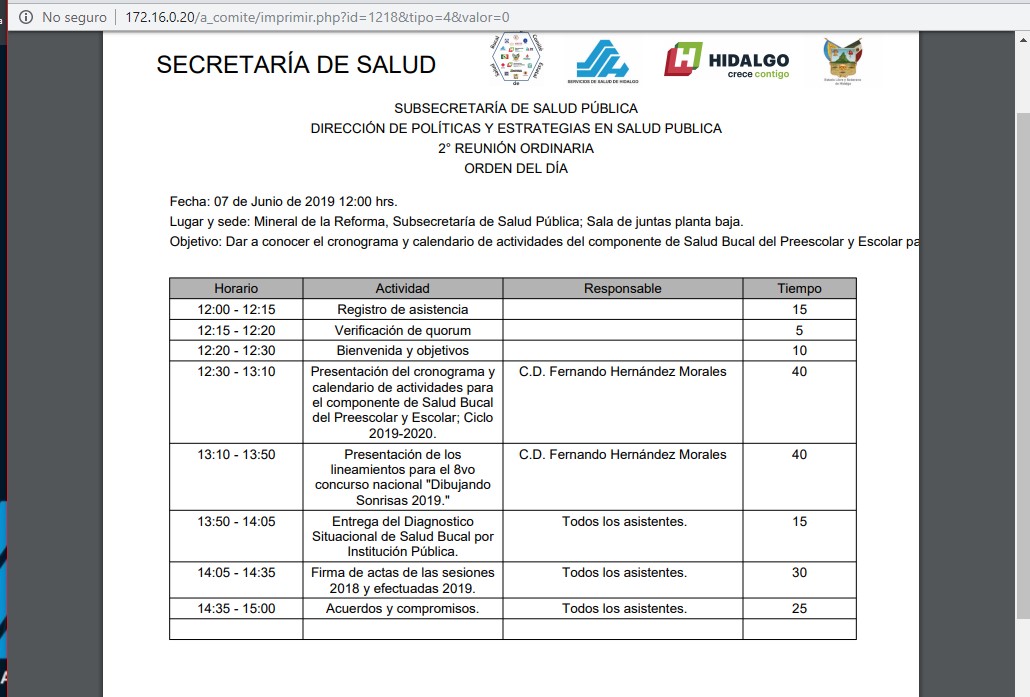 No seguro
172.16.0.20/a_comite/imprimir.php?id=1218&tipo=4&valor=0
SECRETARÍA DE SALUD
SERVICIOS DE SALUD DE HIDALGO
HIDALGO
crece contigo
SUBSECRETARÍA DE SALUD PÚBLICA
DIRECCIÓN DE POLÍTICAS Y ESTRATEGIAS EN SALUD PUBLICA
2° REUNIÓN ORDINARIA
ORDEN DEL DÍA
Fecha: 07 de Junio de 2019 12:00 hrs.
Lugar y sede: Mineral de la Reforma, Subsecretaría de Salud Pública; Sala de juntas planta baja.
Objetivo: Dar a conocer el cronograma y calendario de actividades del componente de Salud Bucal del Preescolar y Escolar pa
Horario Actividad Responsable Tiempo
12:00 - 12:15 Registro de asistencia 15
12:15 - 12:20 Verificación de quorum 5
12:20 - 12:30 Bienvenida y objetivos 10
12:30 - 13:10 Presentación del cronograma y C.D. Fernando Hernández Morales 40
calendario de actividades para
el componente de Salud Bucal
del Preescolar y Escolar; Ciclo
2019-2020.
13:10 - 13:50 Presentación de los C.D. Fernando Hernández Morales 40
lineamientos para el 8vo
concurso nacional "Dibujando
Sonrisas 2019."
13:50 - 14:05 Entrega del Diagnostico Todos los asistentes. 15
Situacional de Salud Bucal por
Institución Pública.
14:05 - 14:35 Firma de actas de las sesiones Todos los asistentes. 30
2018 y efectuadas 2019.
14:35 - 15:00 Acuerdos y compromisos. Todos los asistentes. 25